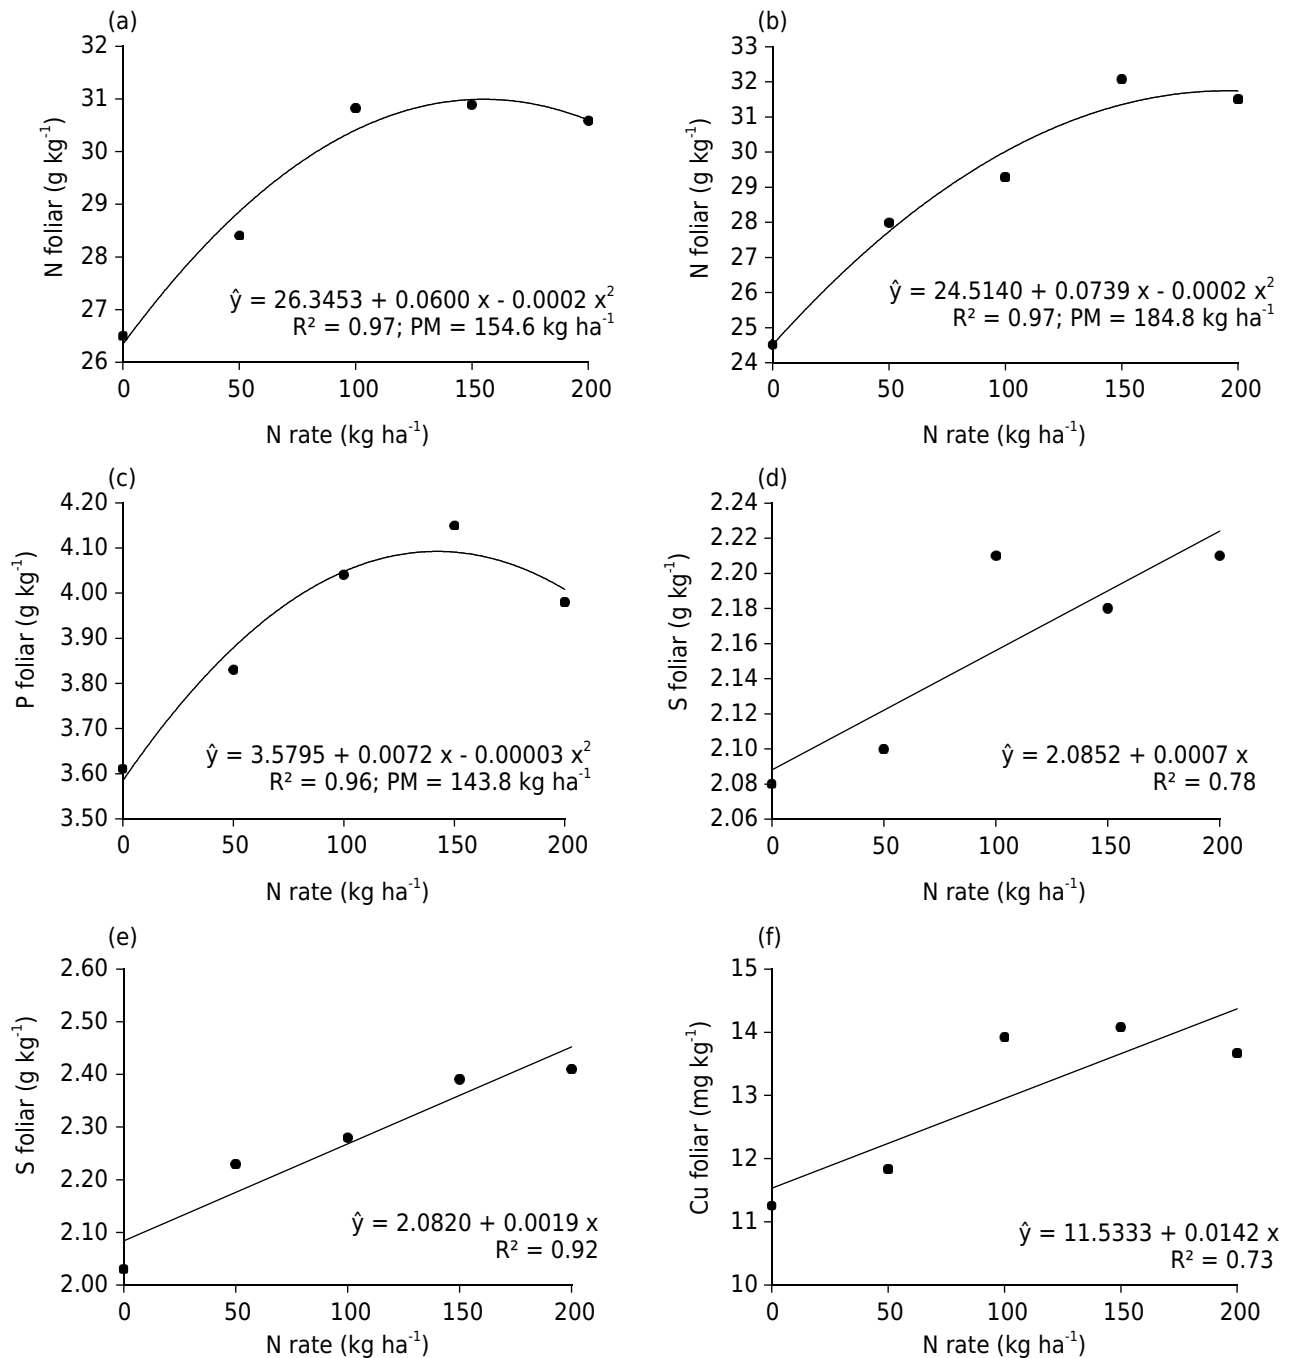 (a)
32
31
30
29
28
27
26
N foliar (g kg⁻¹)
ŷ = 26.3453 + 0.0600 x - 0.0002 x²
R² = 0.97; PM = 154.6 kg ha⁻¹
0 50 100 150 200
N rate (kg ha⁻¹)
(b)
33
32
31
30
29
28
27
26
25
24
N foliar (g kg⁻¹)
ŷ = 24.5140 + 0.0739 x - 0.0002 x²
R² = 0.97; PM = 184.8 kg ha⁻¹
0 50 100 150 200
N rate (kg ha⁻¹)
(c)
4.20
4.10
4.00
3.90
3.80
3.70
3.60
3.50
P foliar (g kg⁻¹)
ŷ = 3.5795 + 0.0072 x - 0.00003 x²
R² = 0.96; PM = 143.8 kg ha⁻¹
0 50 100 150 200
N rate (kg ha⁻¹)
(d)
2.24
2.22
2.20
2.18
2.16
2.14
2.12
2.10
2.08
2.06
S foliar (g kg⁻¹)
ŷ = 2.0852 + 0.0007 x
R² = 0.78
0 50 100 150 200
N rate (kg ha⁻¹)
(e)
2.60
2.50
2.40
2.30
2.20
2.10
2.00
S foliar (g kg⁻¹)
ŷ = 2.0820 + 0.0019 x
R² = 0.92
0 50 100 150 200
N rate (kg ha⁻¹)
(f)
15
14
13
12
11
10
Cu foliar (mg kg⁻¹)
ŷ = 11.5333 + 0.0142 x
R² = 0.73
0 50 100 150 200
N rate (kg ha⁻¹)